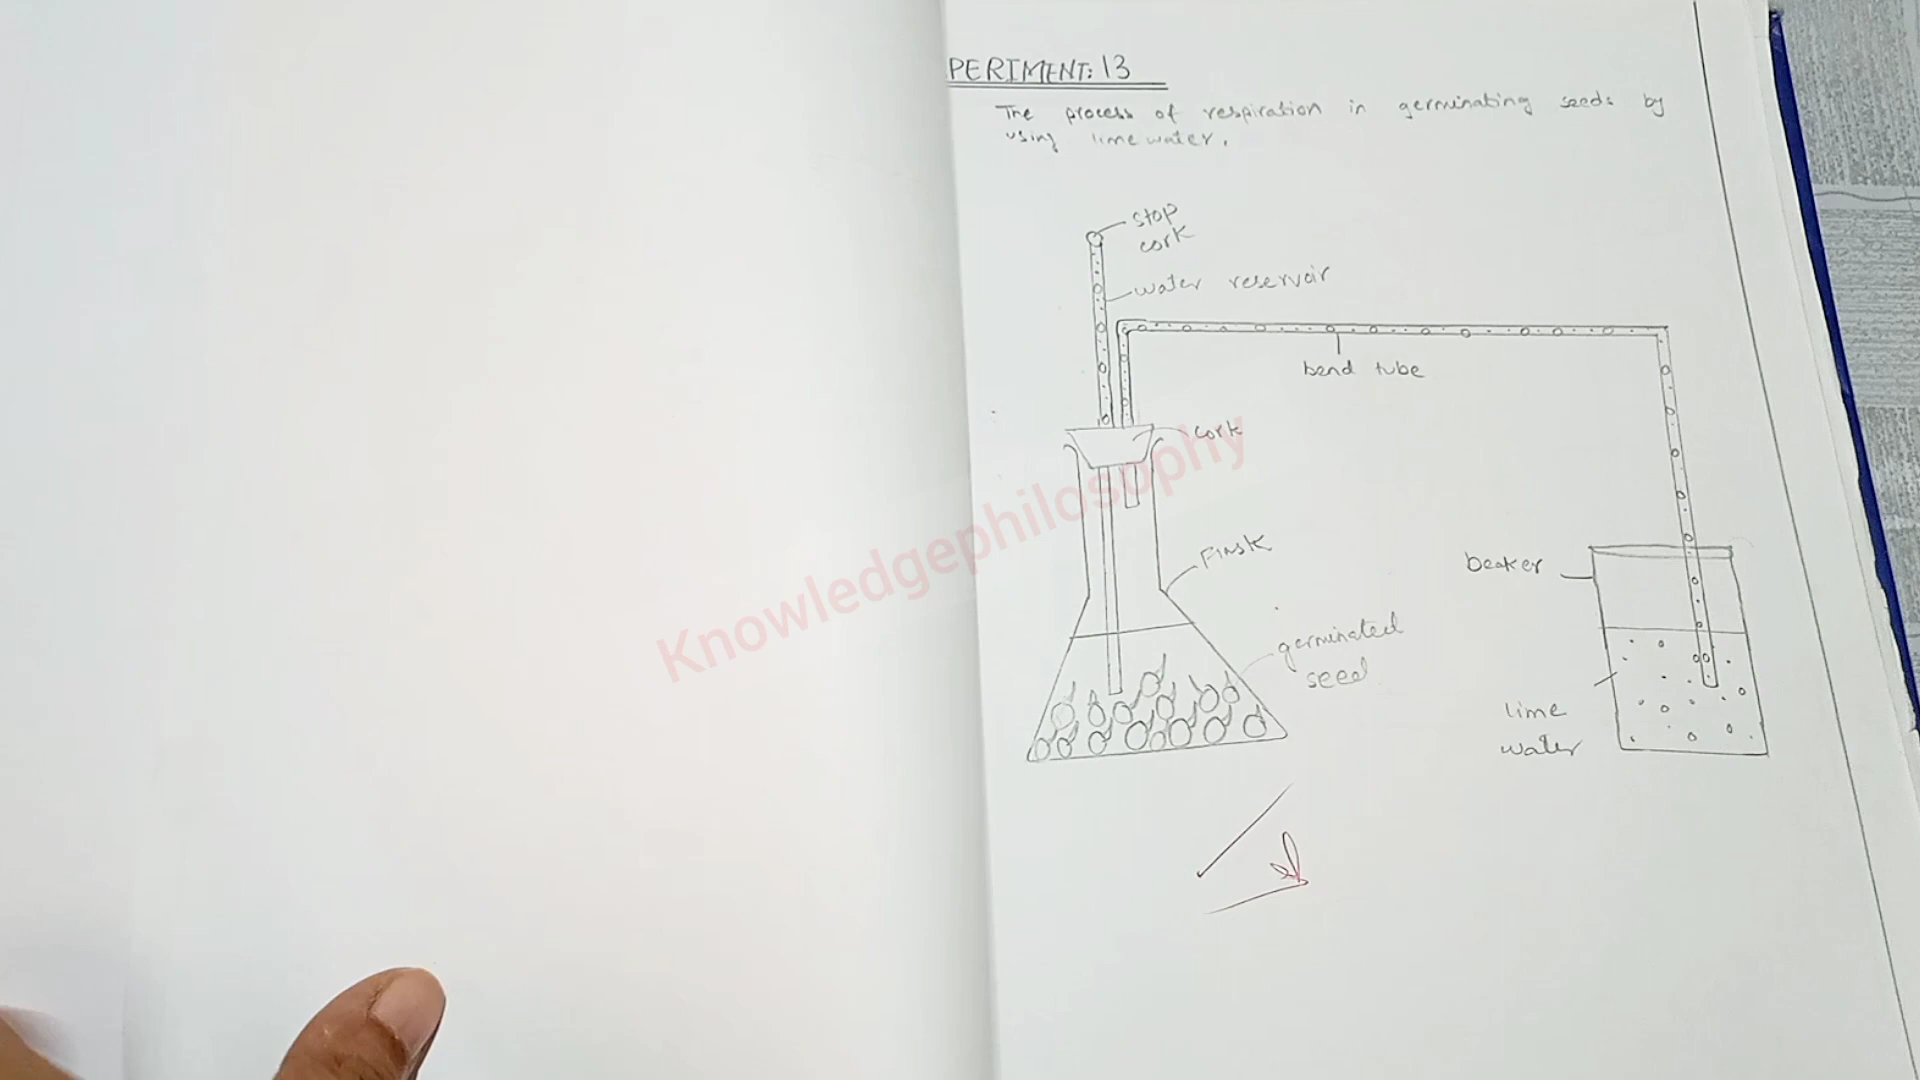 PERIMENT: 13
The process of respiration in germinating seeds by
using lime water.
stop
cork
water reservoir
bend tube
cork
Flask
beaker
germinated
seed
lime
water
Knowledgephilosophy